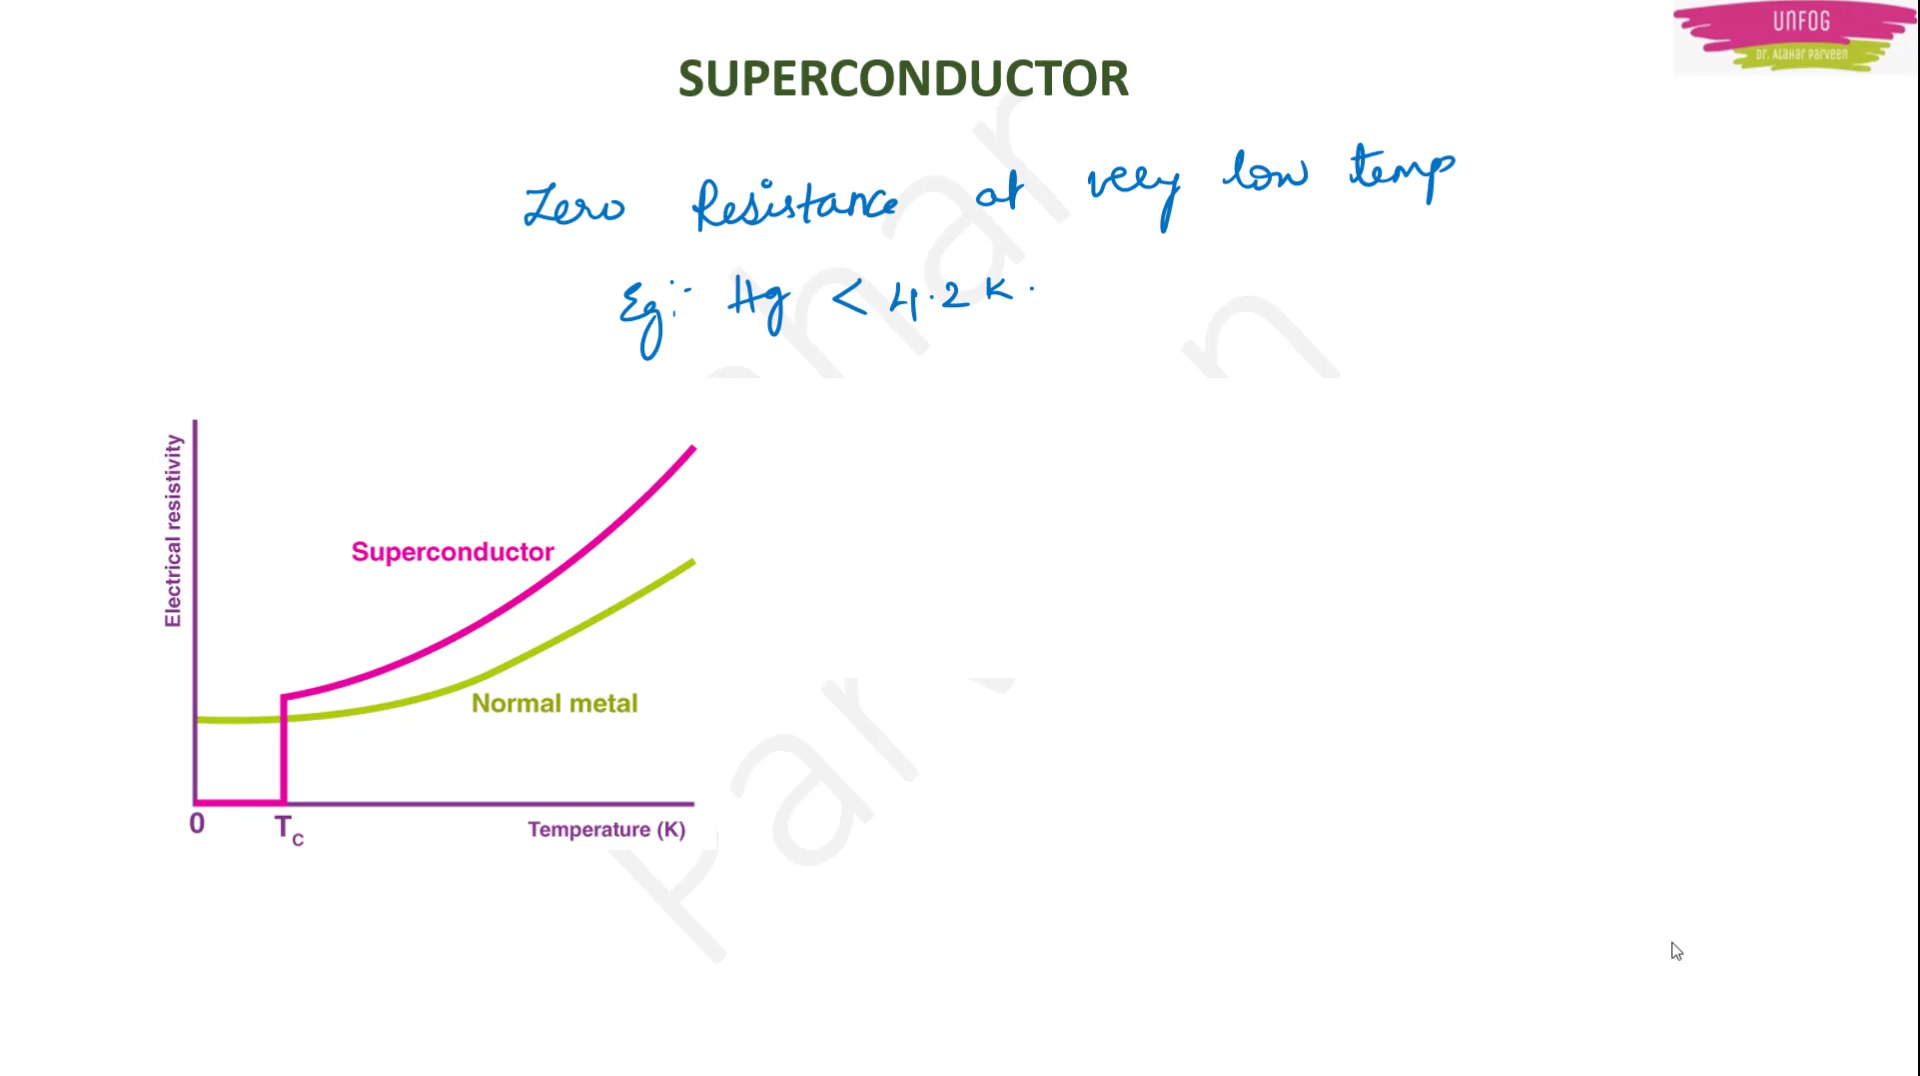 UNFOG
Dr. Atahar Parveen
SUPERCONDUCTOR
Zero Resistance at very low temp
Eg:- Hg < 4.2 K.
Electrical resistivity
Superconductor
Normal metal
0
Tc
Temperature (K)